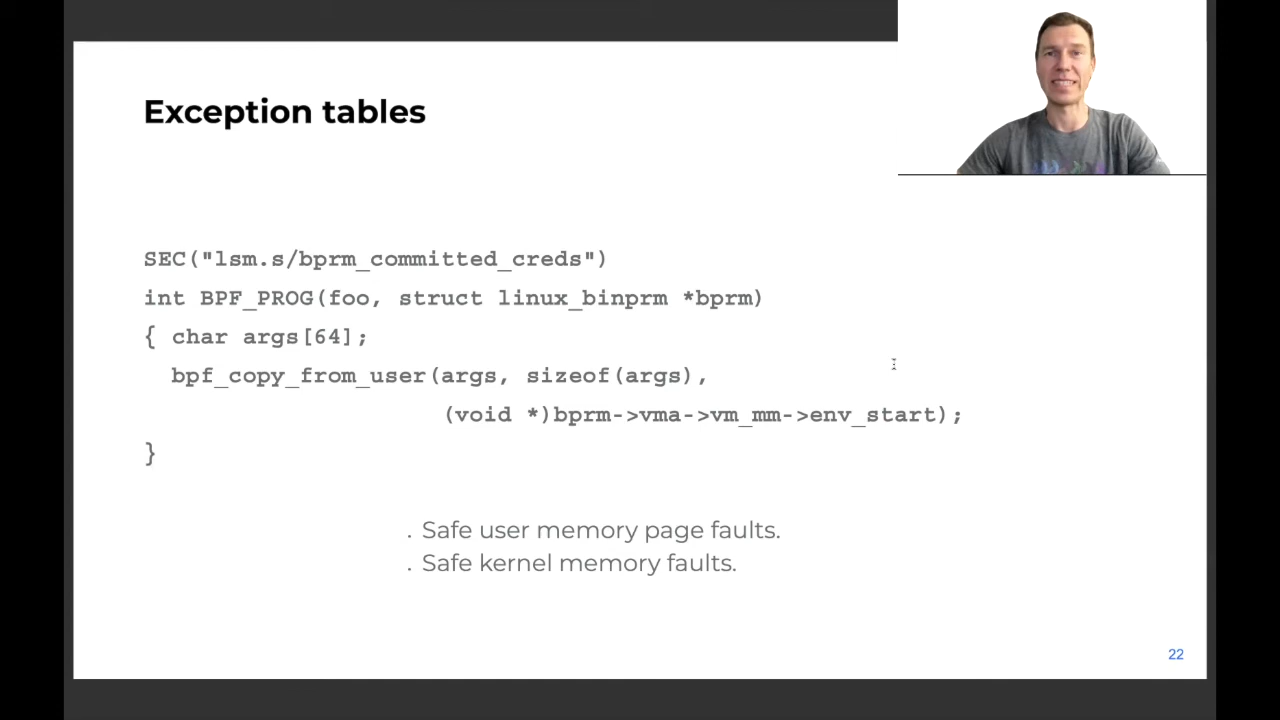 Exception tables
SEC("lsm.s/bprm_committed_creds")
int BPF_PROG(foo, struct linux_binprm *bprm)
{ char args[64];
bpf_copy_from_user(args, sizeof(args),
(void *)bprm->vma->vm_mm->env_start);
}
. Safe user memory page faults.
. Safe kernel memory faults.
22